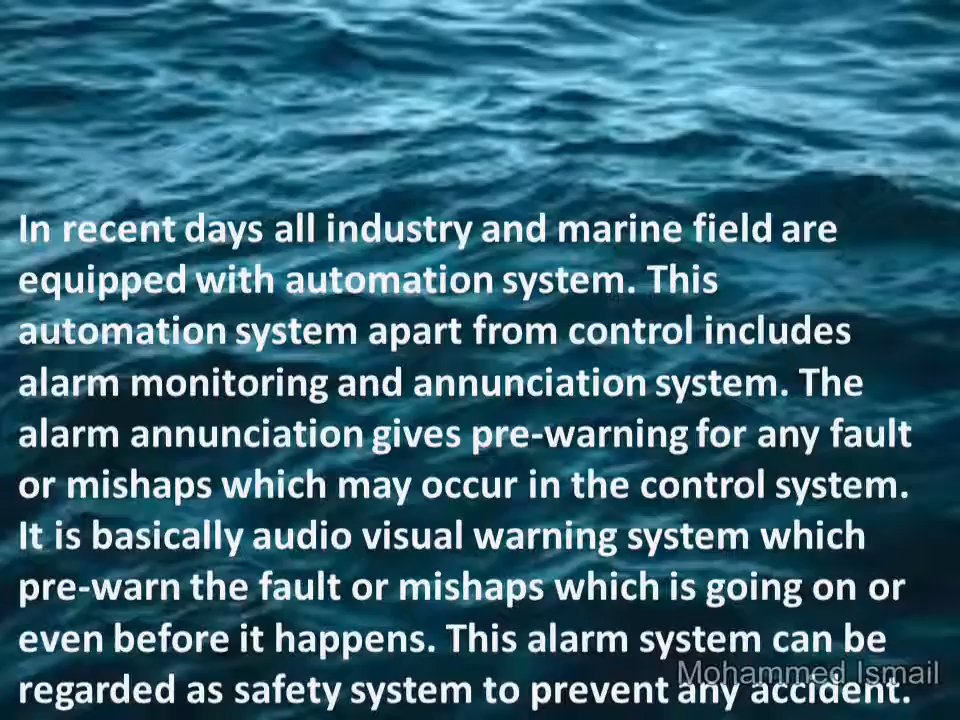 In recent days all industry and marine field are
equipped with automation system. This
automation system apart from control includes
alarm monitoring and annunciation system. The
alarm annunciation gives pre-warning for any fault
or mishaps which may occur in the control system.
It is basically audio visual warning system which
pre-warn the fault or mishaps which is going on or
even before it happens. This alarm system can be
regarded as safety system to prevent any accident.
Mohammed Ismail